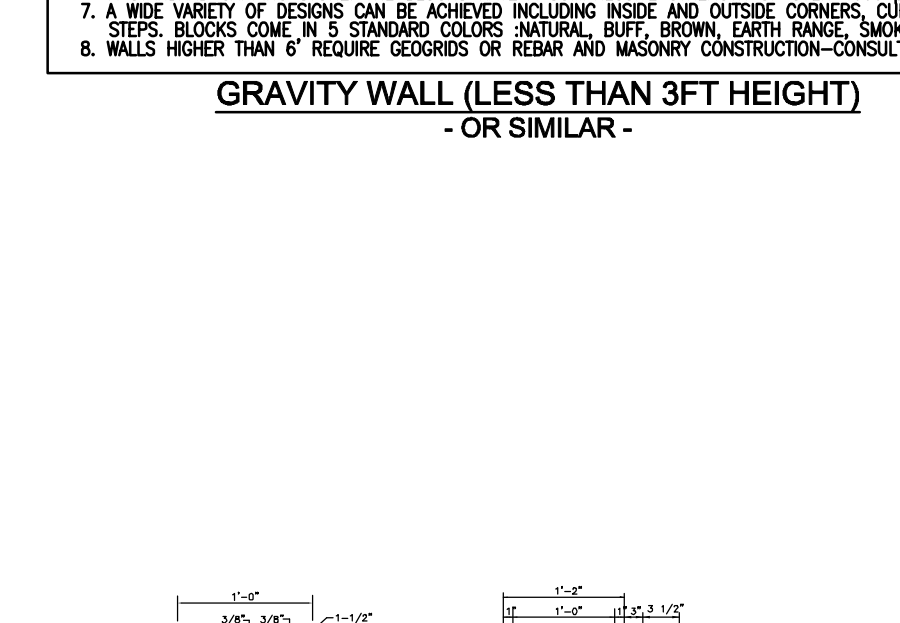 7. A WIDE VARIETY OF DESIGNS CAN BE ACHIEVED INCLUDING INSIDE AND OUTSIDE CORNERS,
STEPS. BLOCKS COME IN 5 STANDARD COLORS :NATURAL, BUFF, BROWN, EARTH RANGE,
8. WALLS HIGHER THAN 6' REQUIRE GEOGRIDS OR REBAR AND MASONRY CONSTRUCTION–CONSULT
GRAVITY WALL (LESS THAN 3FT HEIGHT)
- OR SIMILAR -
1'-0" 1'-2"
1" 1'-0" 1" 3" 3 1/2"
3/8" 3/8" 1-1/2"